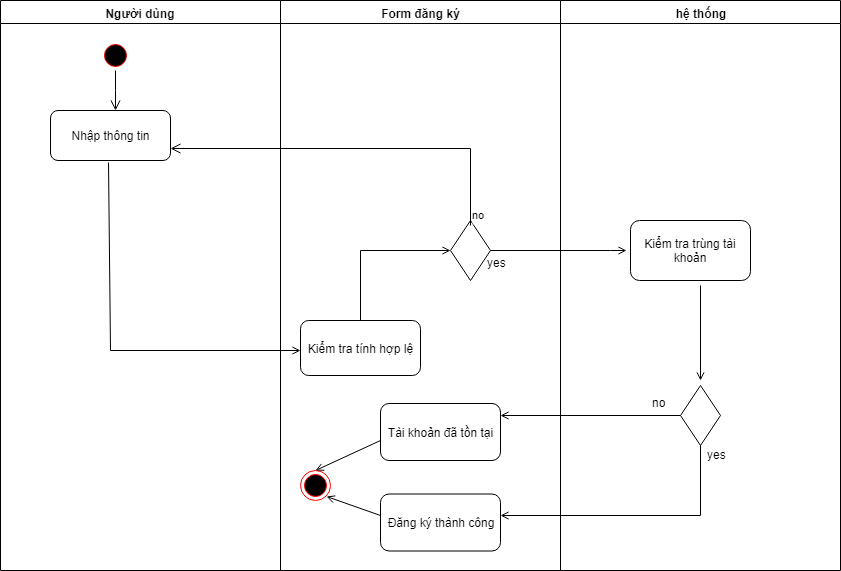 Người dùng
Form đăng ký
hệ thống
Nhập thông tin
no
yes
Kiểm tra trùng tài
khoản
Kiểm tra tính hợp lệ
no
Tài khoản đã tồn tại
yes
Đăng ký thành công